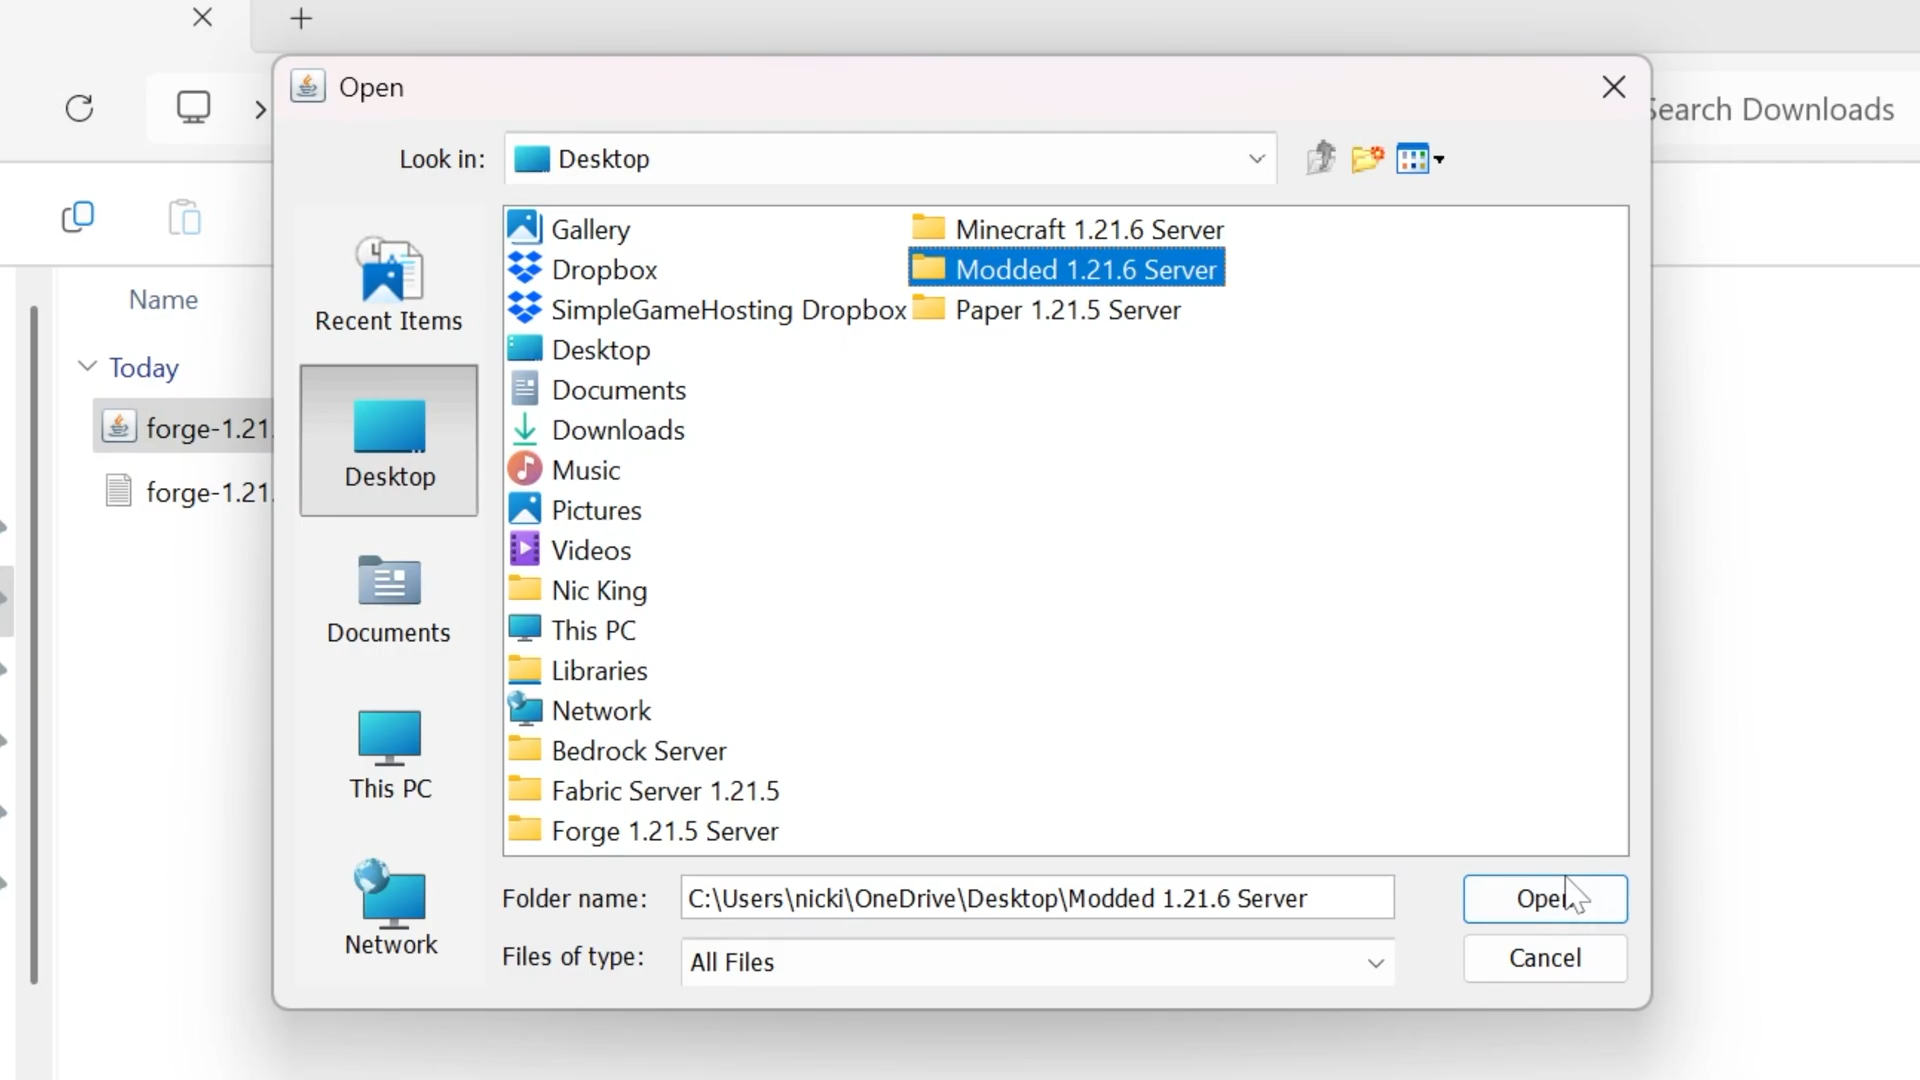 Open
Search Downloads
Look in:
Desktop
Name
Today
forge-1.21.
forge-1.21.
Recent Items
Desktop
Documents
This PC
Network
Gallery
Dropbox
SimpleGameHosting Dropbox
Desktop
Documents
Downloads
Music
Pictures
Videos
Nic King
This PC
Libraries
Network
Bedrock Server
Fabric Server 1.21.5
Forge 1.21.5 Server
Minecraft 1.21.6 Server
Modded 1.21.6 Server
Paper 1.21.5 Server
Folder name:
C:\Users\nicki\OneDrive\Desktop\Modded 1.21.6 Server
Open
Files of type:
All Files
Cancel